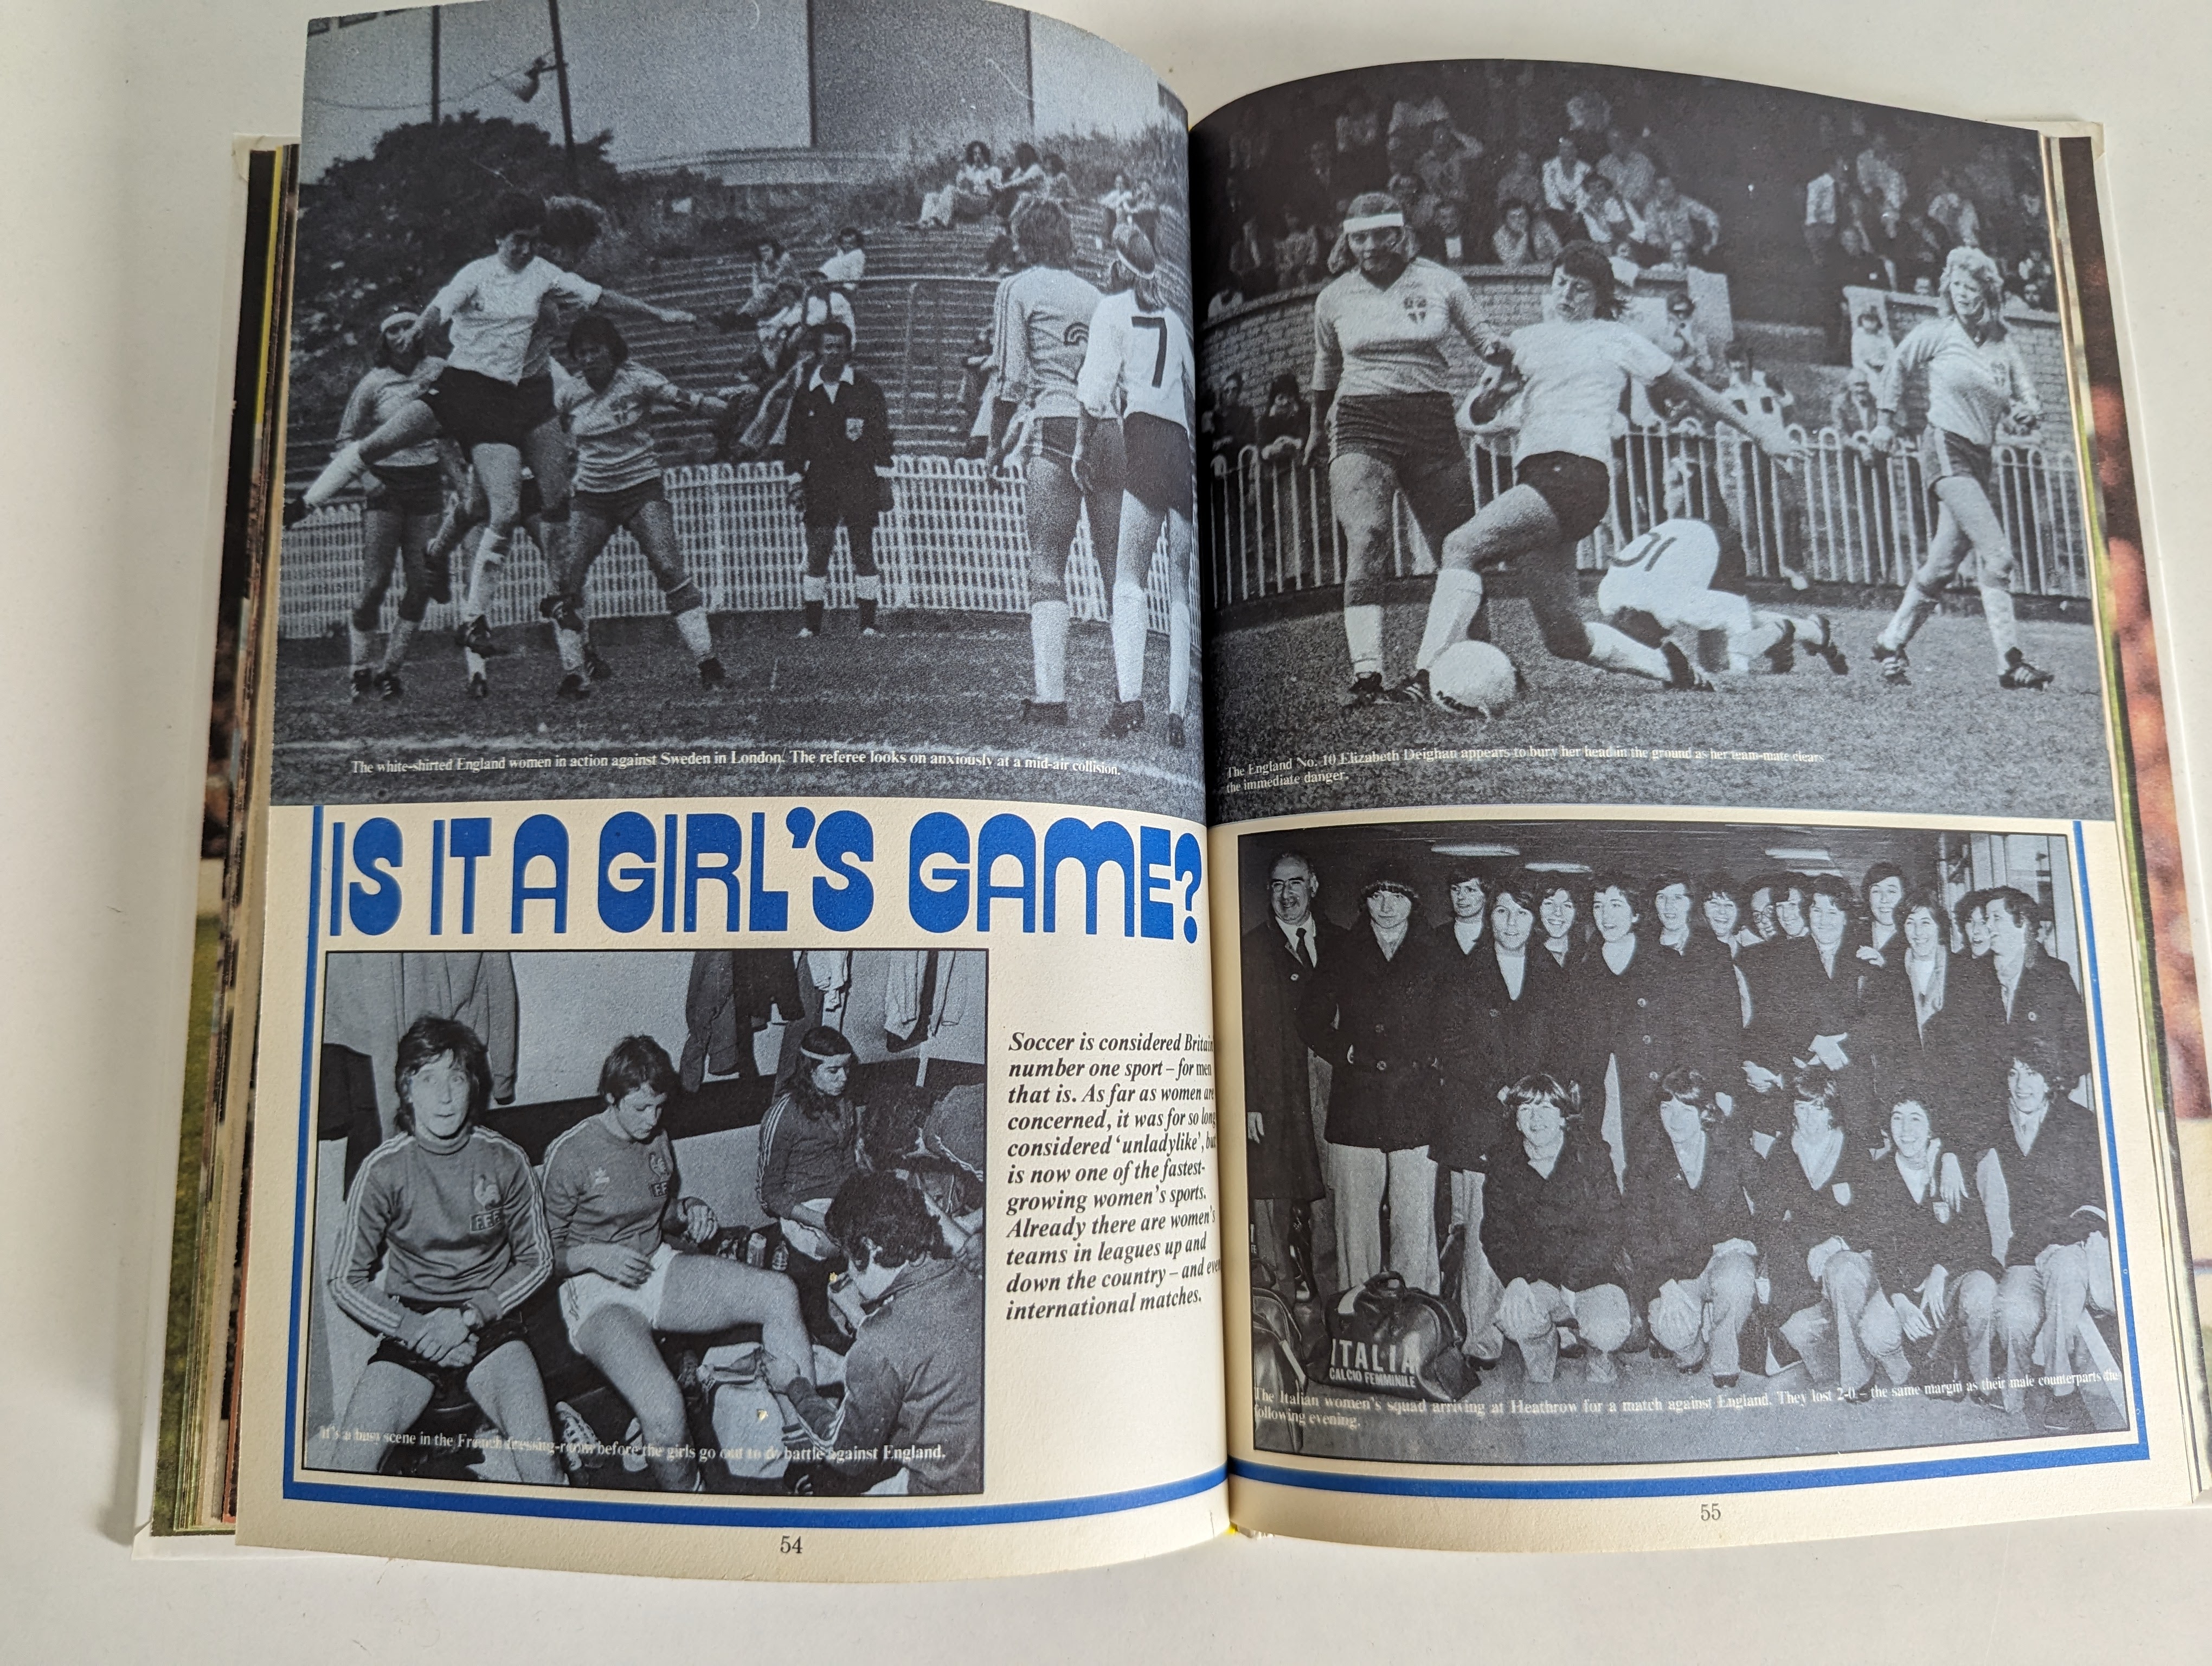 The white-shirted England women in action against Sweden in London. The referee looks on anxiously at a mid-air collision.
7
IS IT A GIRL'S GAME?
F.F.F.
FF
Soccer is considered Britain
number one sport – for men
that is. As far as women are
concerned, it was for so long
considered 'unladylike', but
is now one of the fastest-
growing women's sports.
Already there are women's
teams in leagues up and
down the country – and even
international matches.
It's a busy scene in the French dressing-room before the girls go out to do battle against England.
54
10
The England No. 10 Elizabeth Deighan appears to bury her head in the ground as her team-mate clears
the immediate danger.
ITALIA
CALCIO FEMMINILE
The Italian women's squad arriving at Heathrow for a match against England. They lost 2-0 – the same margin as their male counterparts the
following evening.
55